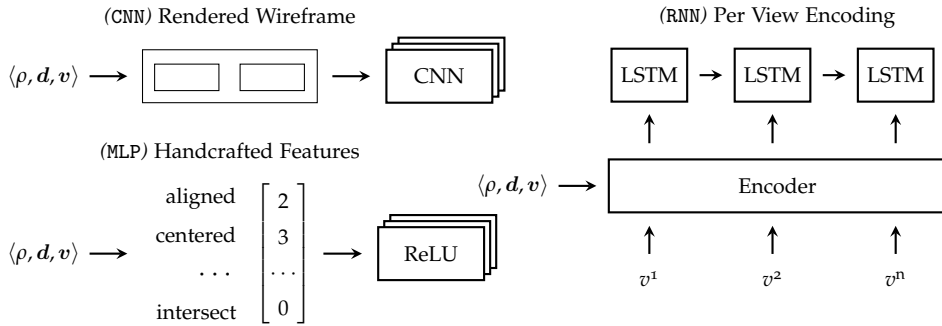 (CNN) Rendered Wireframe
⟨ρ, d, v⟩
CNN
(MLP) Handcrafted Features
⟨ρ, d, v⟩
aligned 2
centered 3
... ...
intersect 0
ReLU
(RNN) Per View Encoding
LSTM LSTM LSTM
⟨ρ, d, v⟩
Encoder
v¹ v² vⁿ